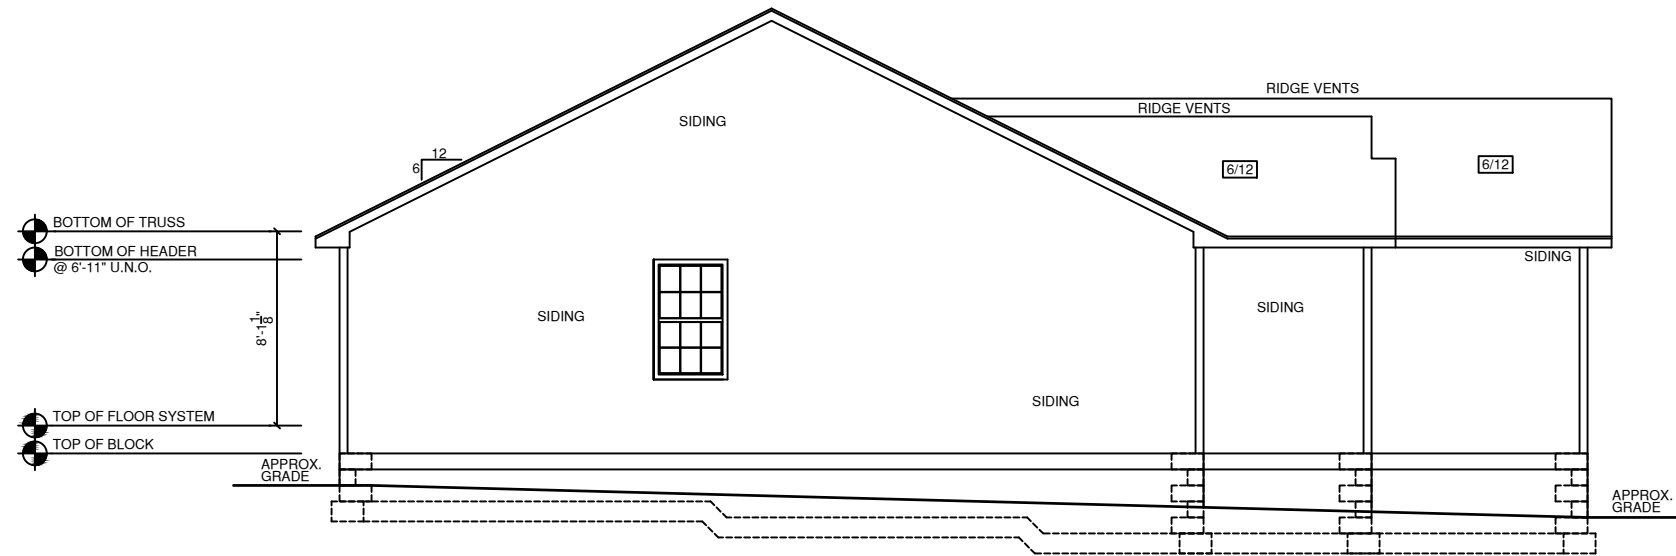 RIDGE VENTS
RIDGE VENTS
SIDING
12
6
6/12
6/12
BOTTOM OF TRUSS
BOTTOM OF HEADER
@ 6'-11" U.N.O.
SIDING
SIDING
SIDING
8'-1 1/8"
SIDING
TOP OF FLOOR SYSTEM
TOP OF BLOCK
APPROX.
GRADE
APPROX.
GRADE